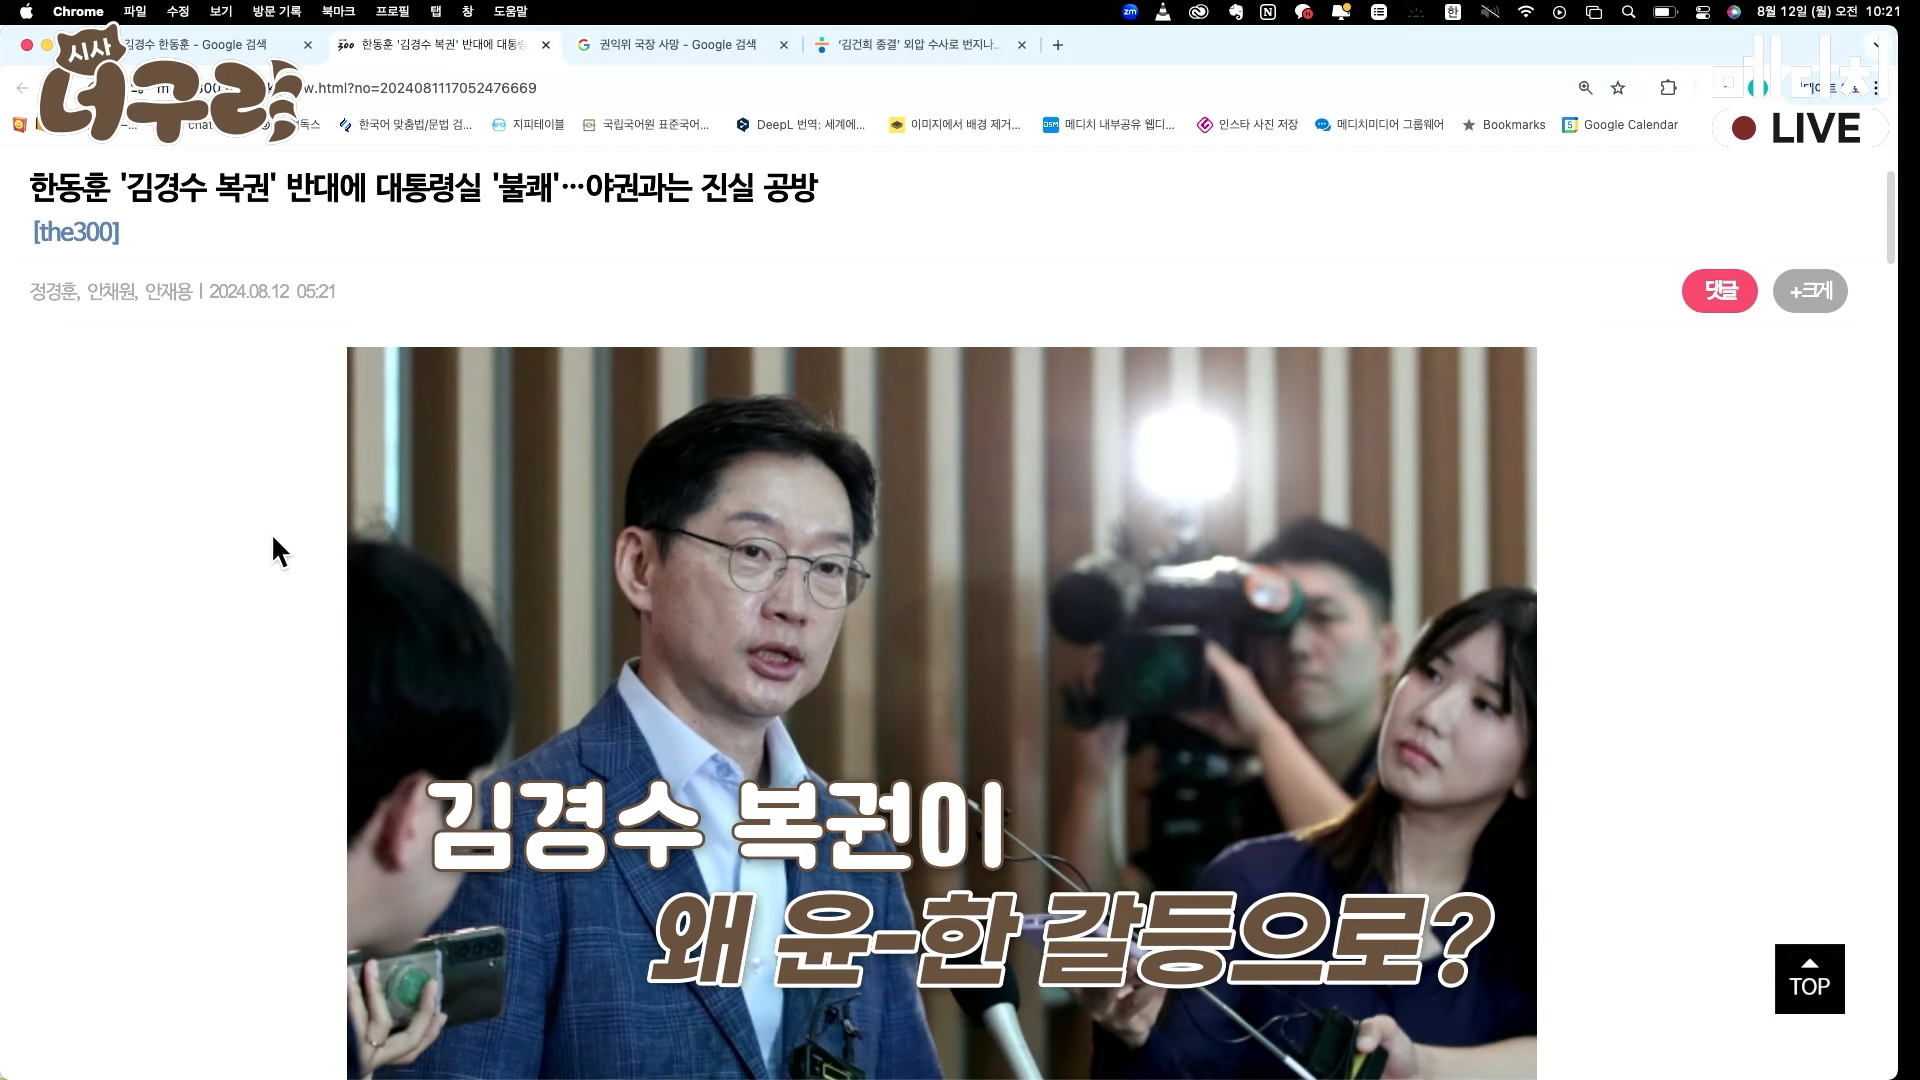 Chrome 파일 수정 보기 방문 기록 북마크 프로필 탭 창 도움말 8월 12일 (월) 오전 10:21
시사
너구리
김경수 한동훈 - Google 검색
한동훈 '김경수 복권' 반대에 대통령
권익위 국장 사망 - Google 검색
‘김건희 종결’ 외압 수사로 번지나...
w.html?no=2024081117052476669
메디치
chat
한국어 맞춤법/문법 검...
지피테이블
국립국어원 표준국어...
DeepL 번역: 세계에...
이미지에서 배경 제거...
메디치 내부공유 웹디...
인스타 사진 저장
메디치미디어 그룹웨어
Bookmarks
Google Calendar
LIVE
한동훈 '김경수 복권' 반대에 대통령실 '불쾌'…야권과는 진실 공방
[the300]
정경훈, 안채원, 안재용 | 2024.08.12 05:21
댓글
+크게
김경수 복권이
왜 윤-한 갈등으로?
TOP